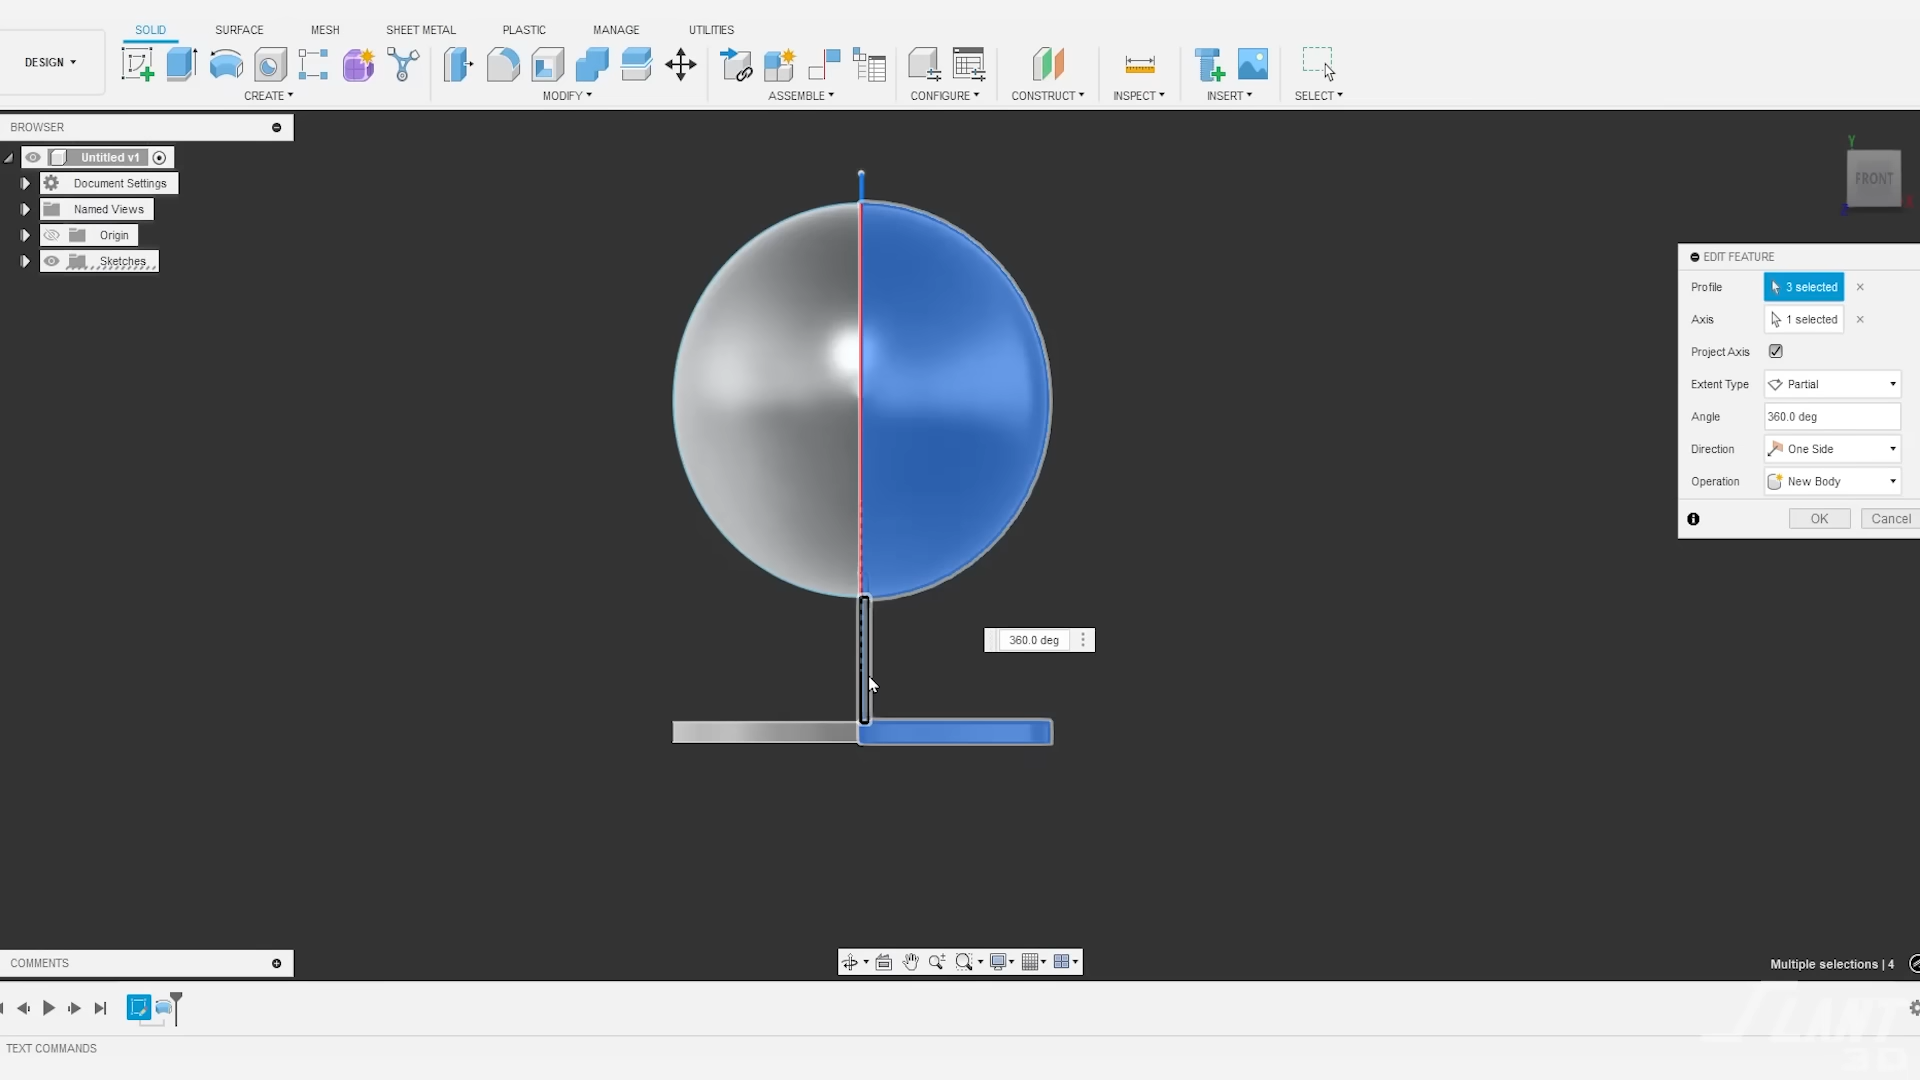 SOLID SURFACE MESH SHEET METAL PLASTIC MANAGE UTILITIES
DESIGN
CREATE MODIFY ASSEMBLE CONFIGURE CONSTRUCT INSPECT INSERT SELECT
BROWSER
Untitled v1
Document Settings
Named Views
Origin
Sketches
Y
FRONT
EDIT FEATURE
Profile 3 selected
Axis 1 selected
Project Axis
Extent Type Partial
Angle 360.0 deg
Direction One Side
Operation New Body
OK Cancel
360.0 deg
COMMENTS
Multiple selections | 4
SLANT
3D
TEXT COMMANDS